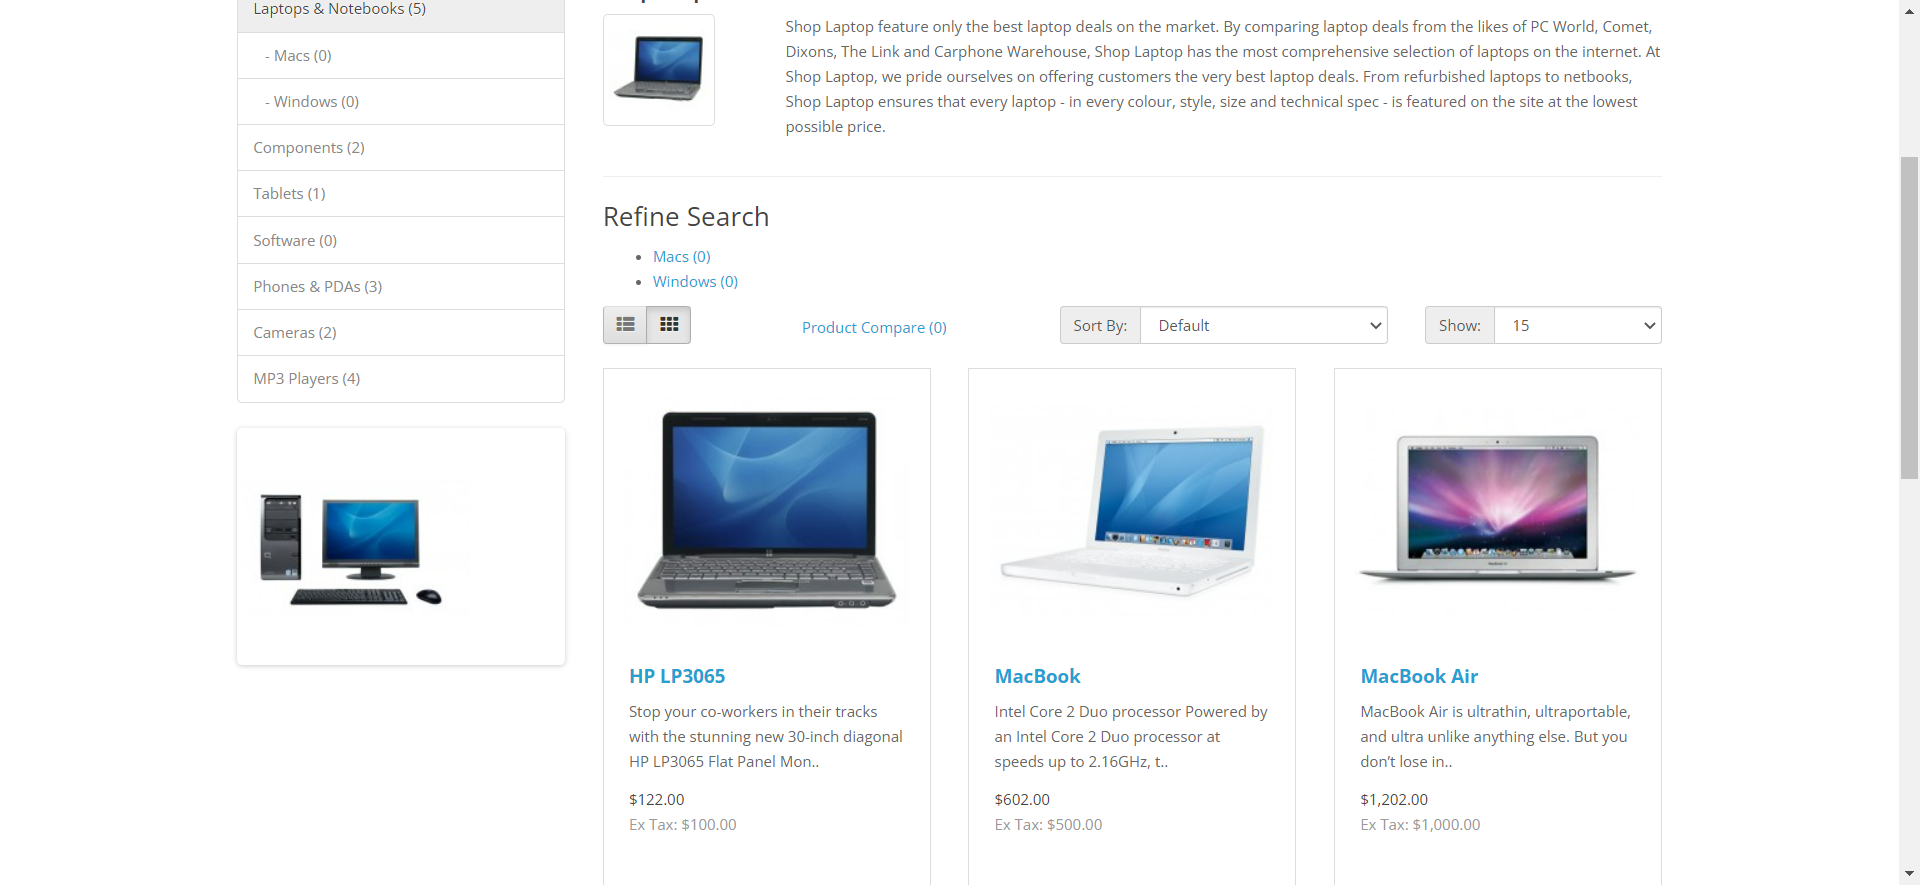 Laptops & Notebooks (5)
- Macs (0)
- Windows (0)
Components (2)
Tablets (1)
Software (0)
Phones & PDAs (3)
Cameras (2)
MP3 Players (4)
Shop Laptop feature only the best laptop deals on the market. By comparing laptop deals from the likes of PC World, Comet,
Dixons, The Link and Carphone Warehouse, Shop Laptop has the most comprehensive selection of laptops on the internet. At
Shop Laptop, we pride ourselves on offering customers the very best laptop deals. From refurbished laptops to netbooks,
Shop Laptop ensures that every laptop - in every colour, style, size and technical spec - is featured on the site at the lowest
possible price.
Refine Search
Macs (0)
Windows (0)
Product Compare (0)
Sort By: Default
Show: 15
HP LP3065
Stop your co-workers in their tracks
with the stunning new 30-inch diagonal
HP LP3065 Flat Panel Mon..
$122.00
Ex Tax: $100.00
MacBook
Intel Core 2 Duo processor Powered by
an Intel Core 2 Duo processor at
speeds up to 2.16GHz, t..
$602.00
Ex Tax: $500.00
MacBook Air
MacBook Air is ultrathin, ultraportable,
and ultra unlike anything else. But you
don’t lose in..
$1,202.00
Ex Tax: $1,000.00